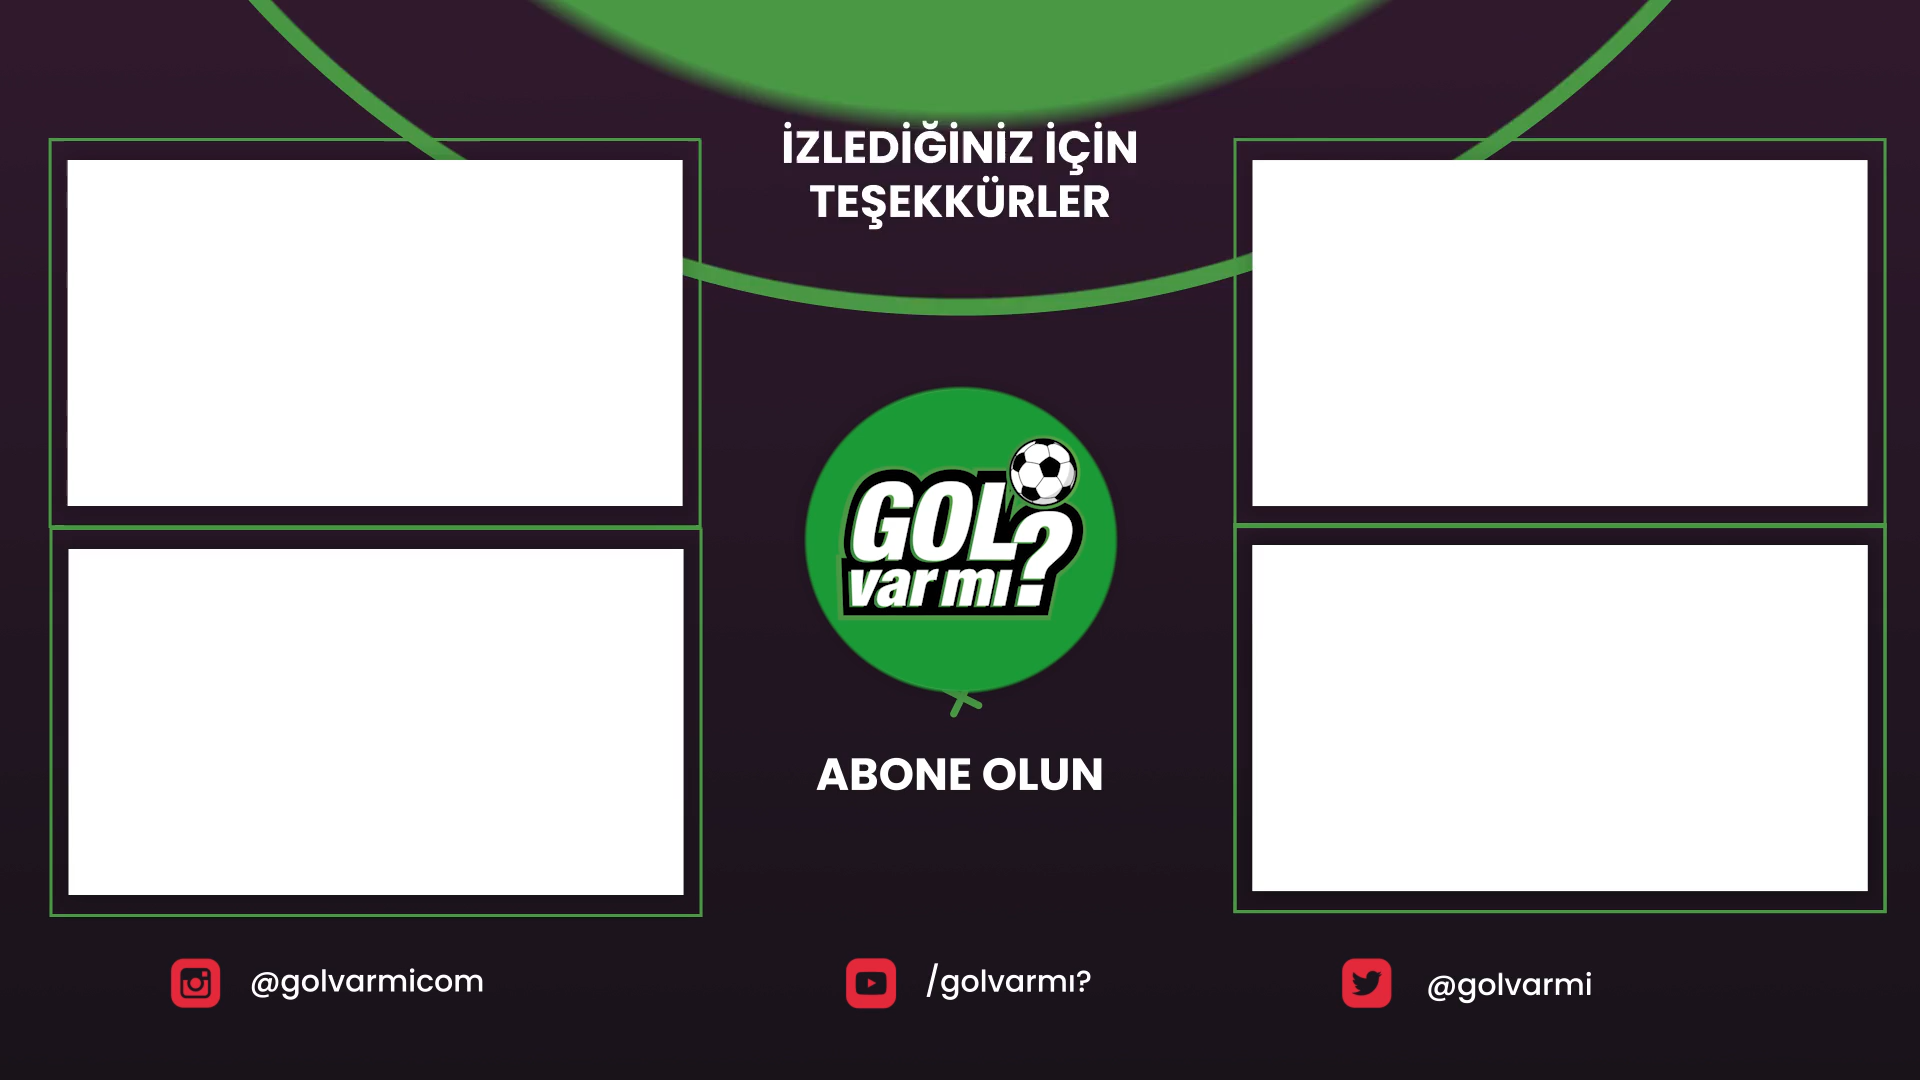 İZLEDİĞİNİZ İÇİN
TEŞEKKÜRLER
GOL
var mı?
ABONE OLUN
@golvarmicom
/golvarmı?
@golvarmi